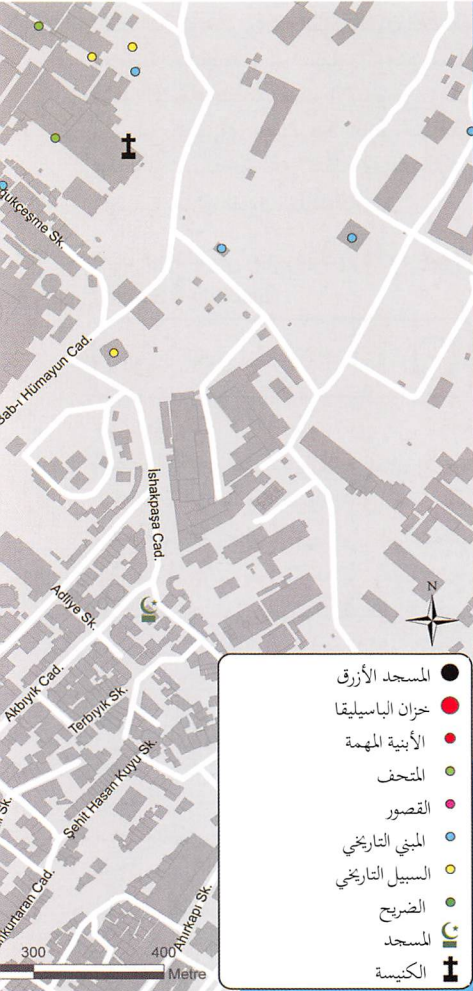 ğukçeşme Sk.
Bab-ı Hümayun Cad.
İshakpaşa Cad.
Adliye Sk.
Akbıyık Cad.
Terbıyık Sk.
Şehit Hasan Kuyu Sk.
Sk.
nkurtaran Cad.
Ahırkapı Sk.
300
400
Metre
N
المسجد الأزرق
خزان الباسيليقا
الأبنية المهمة
المتحف
القصور
المبني التاريخي
السبيل التاريخي
الضريح
المسجد
الكنيسة